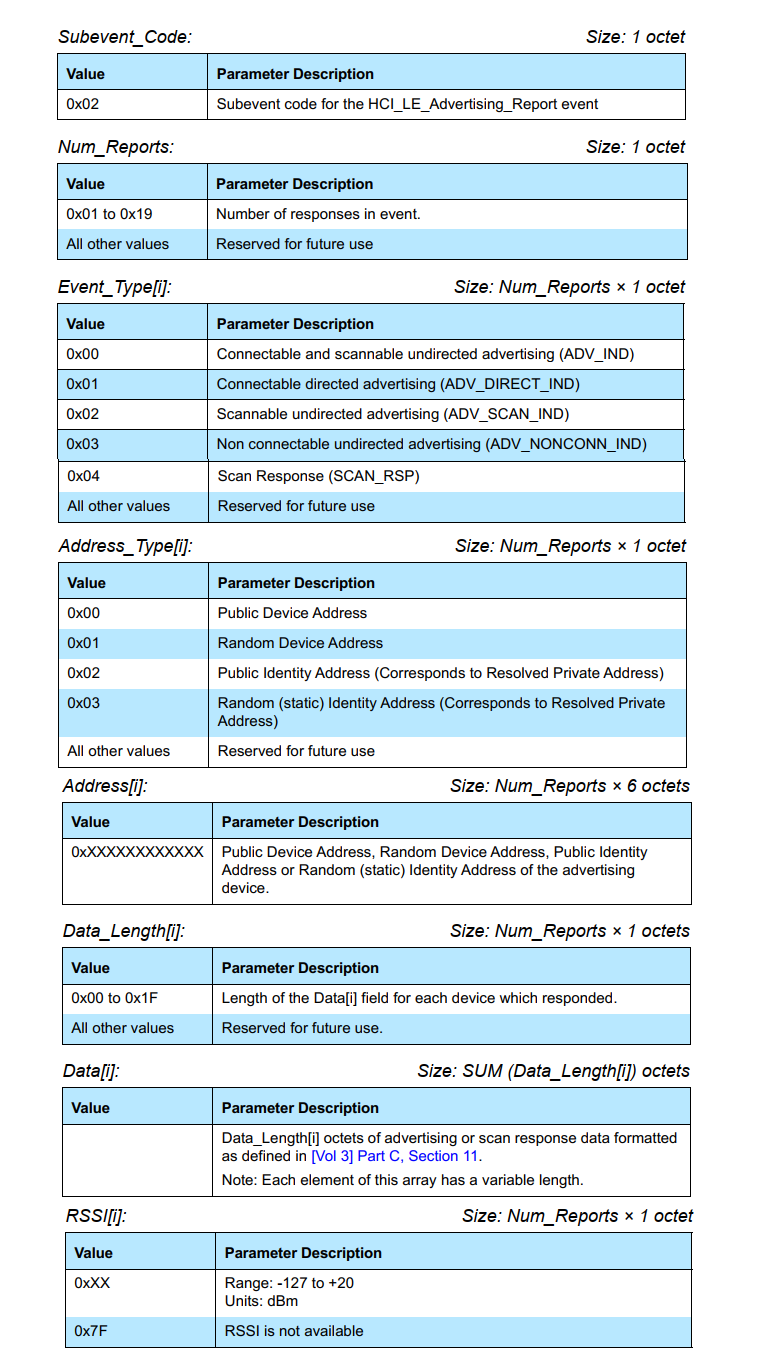 Subevent_Code: Size: 1 octet
Value Parameter Description
0x02 Subevent code for the HCI_LE_Advertising_Report event
Num_Reports: Size: 1 octet
Value Parameter Description
0x01 to 0x19 Number of responses in event.
All other values Reserved for future use
Event_Type[i]: Size: Num_Reports × 1 octet
Value Parameter Description
0x00 Connectable and scannable undirected advertising (ADV_IND)
0x01 Connectable directed advertising (ADV_DIRECT_IND)
0x02 Scannable undirected advertising (ADV_SCAN_IND)
0x03 Non connectable undirected advertising (ADV_NONCONN_IND)
0x04 Scan Response (SCAN_RSP)
All other values Reserved for future use
Address_Type[i]: Size: Num_Reports × 1 octet
Value Parameter Description
0x00 Public Device Address
0x01 Random Device Address
0x02 Public Identity Address (Corresponds to Resolved Private Address)
0x03 Random (static) Identity Address (Corresponds to Resolved Private
Address)
All other values Reserved for future use
Address[i]: Size: Num_Reports × 6 octets
Value Parameter Description
0xXXXXXXXXXXXX Public Device Address, Random Device Address, Public Identity
Address or Random (static) Identity Address of the advertising
device.
Data_Length[i]: Size: Num_Reports × 1 octets
Value Parameter Description
0x00 to 0x1F Length of the Data[i] field for each device which responded.
All other values Reserved for future use.
Data[i]: Size: SUM (Data_Length[i]) octets
Value Parameter Description
Data_Length[i] octets of advertising or scan response data formatted
as defined in [Vol 3] Part C, Section 11.
Note: Each element of this array has a variable length.
RSSI[i]: Size: Num_Reports × 1 octet
Value Parameter Description
0xXX Range: -127 to +20
Units: dBm
0x7F RSSI is not available